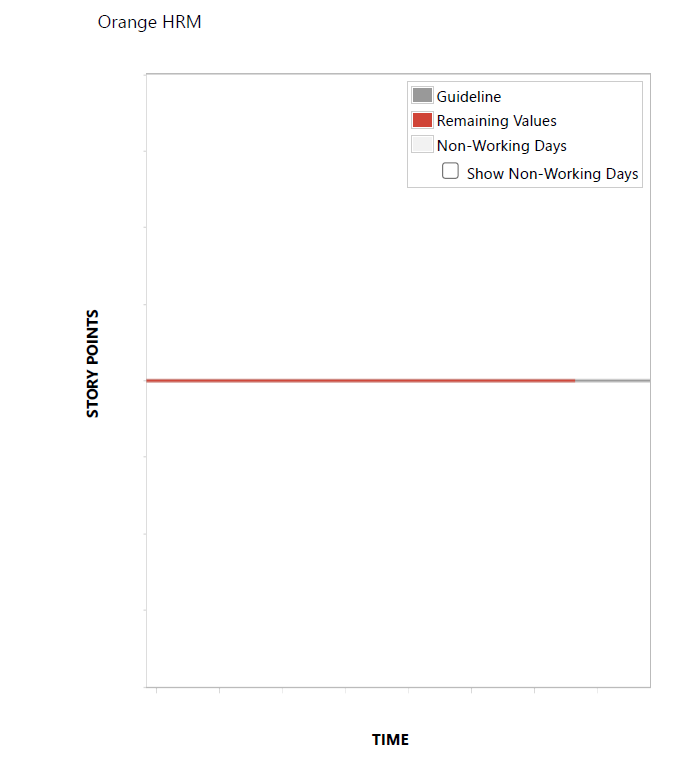 Orange HRM
Guideline
Remaining Values
Non-Working Days
Show Non-Working Days
STORY POINTS
TIME